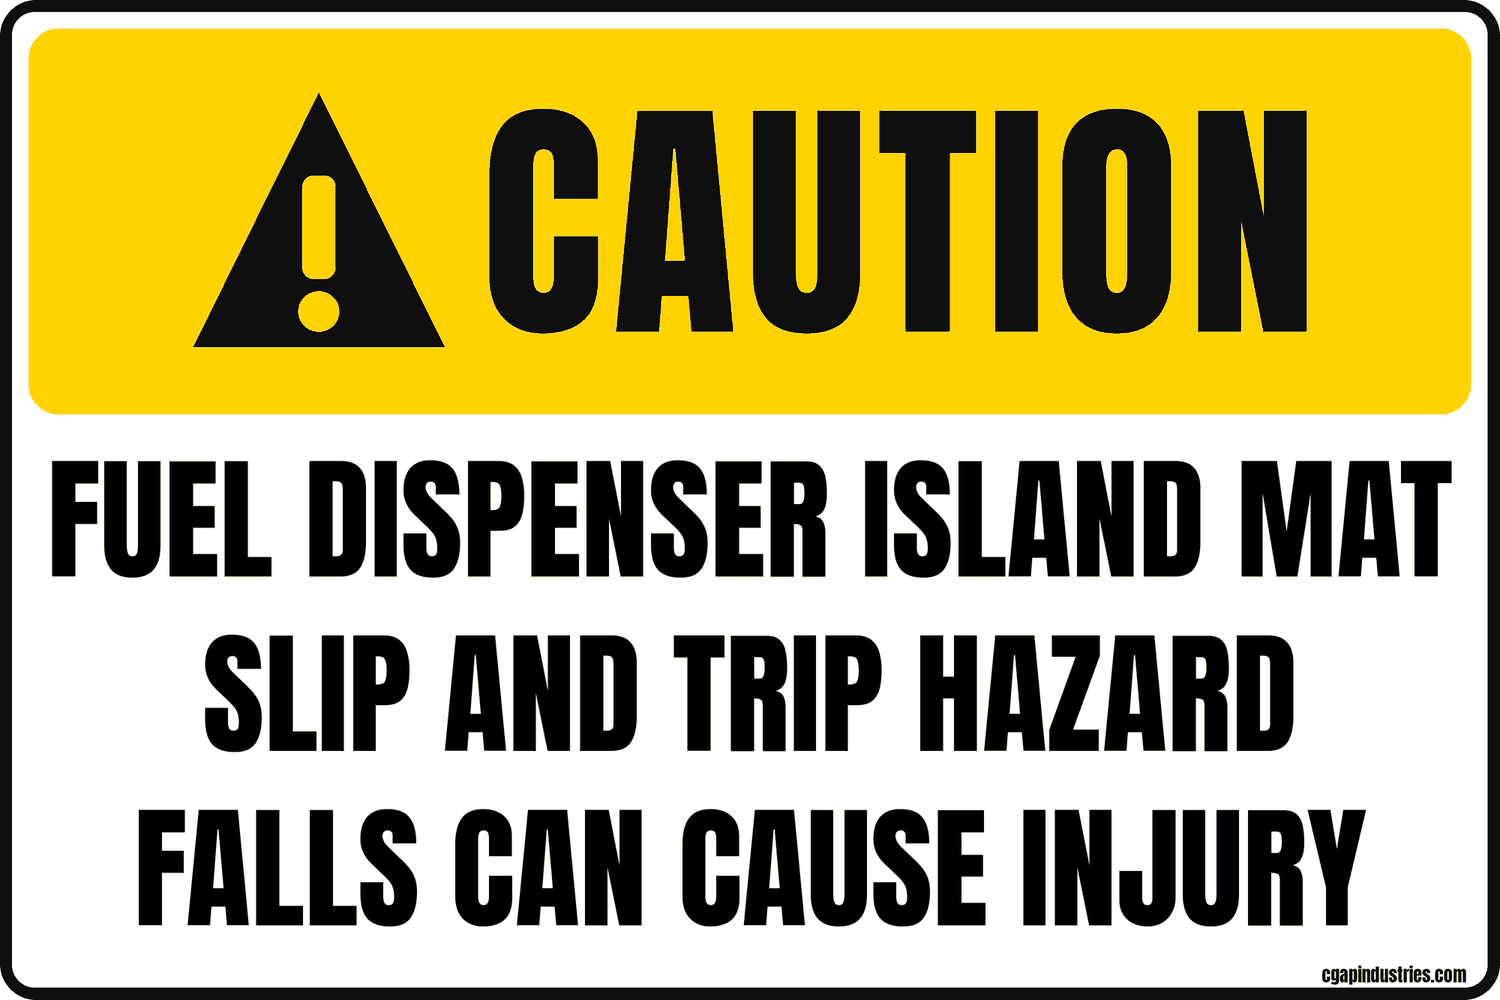 CAUTION
FUEL DISPENSER ISLAND MAT
SLIP AND TRIP HAZARD
FALLS CAN CAUSE INJURY
cgapindustries.com